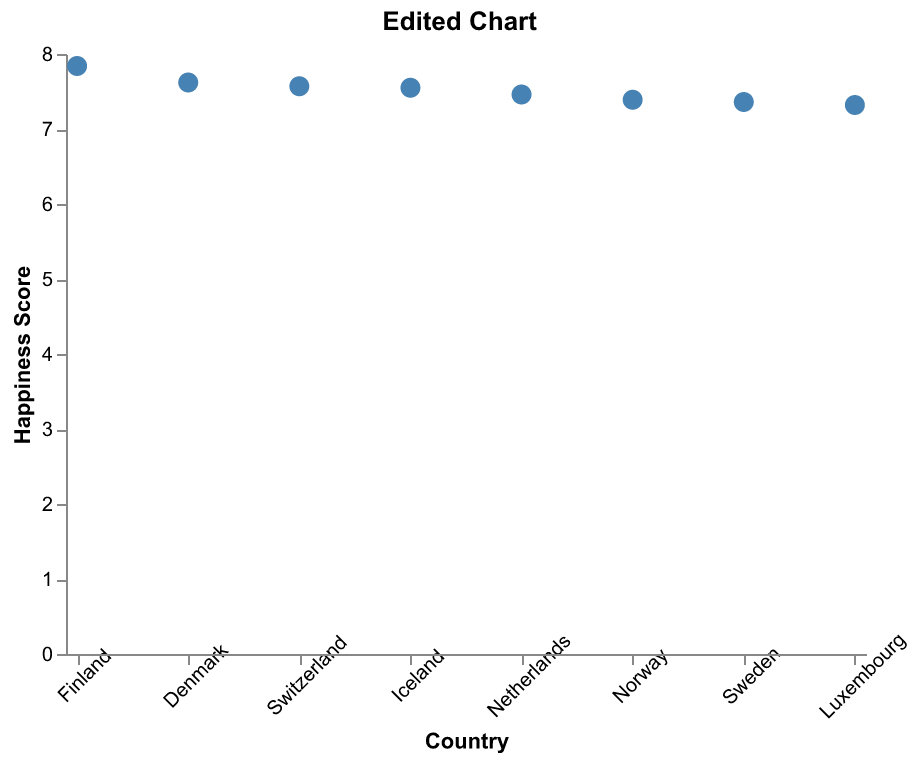 Edited Chart
8
7
6
5
4
3
2
1
0
Happiness Score
Finland
Denmark
Switzerland
Iceland
Netherlands
Norway
Sweden
Luxembourg
Country